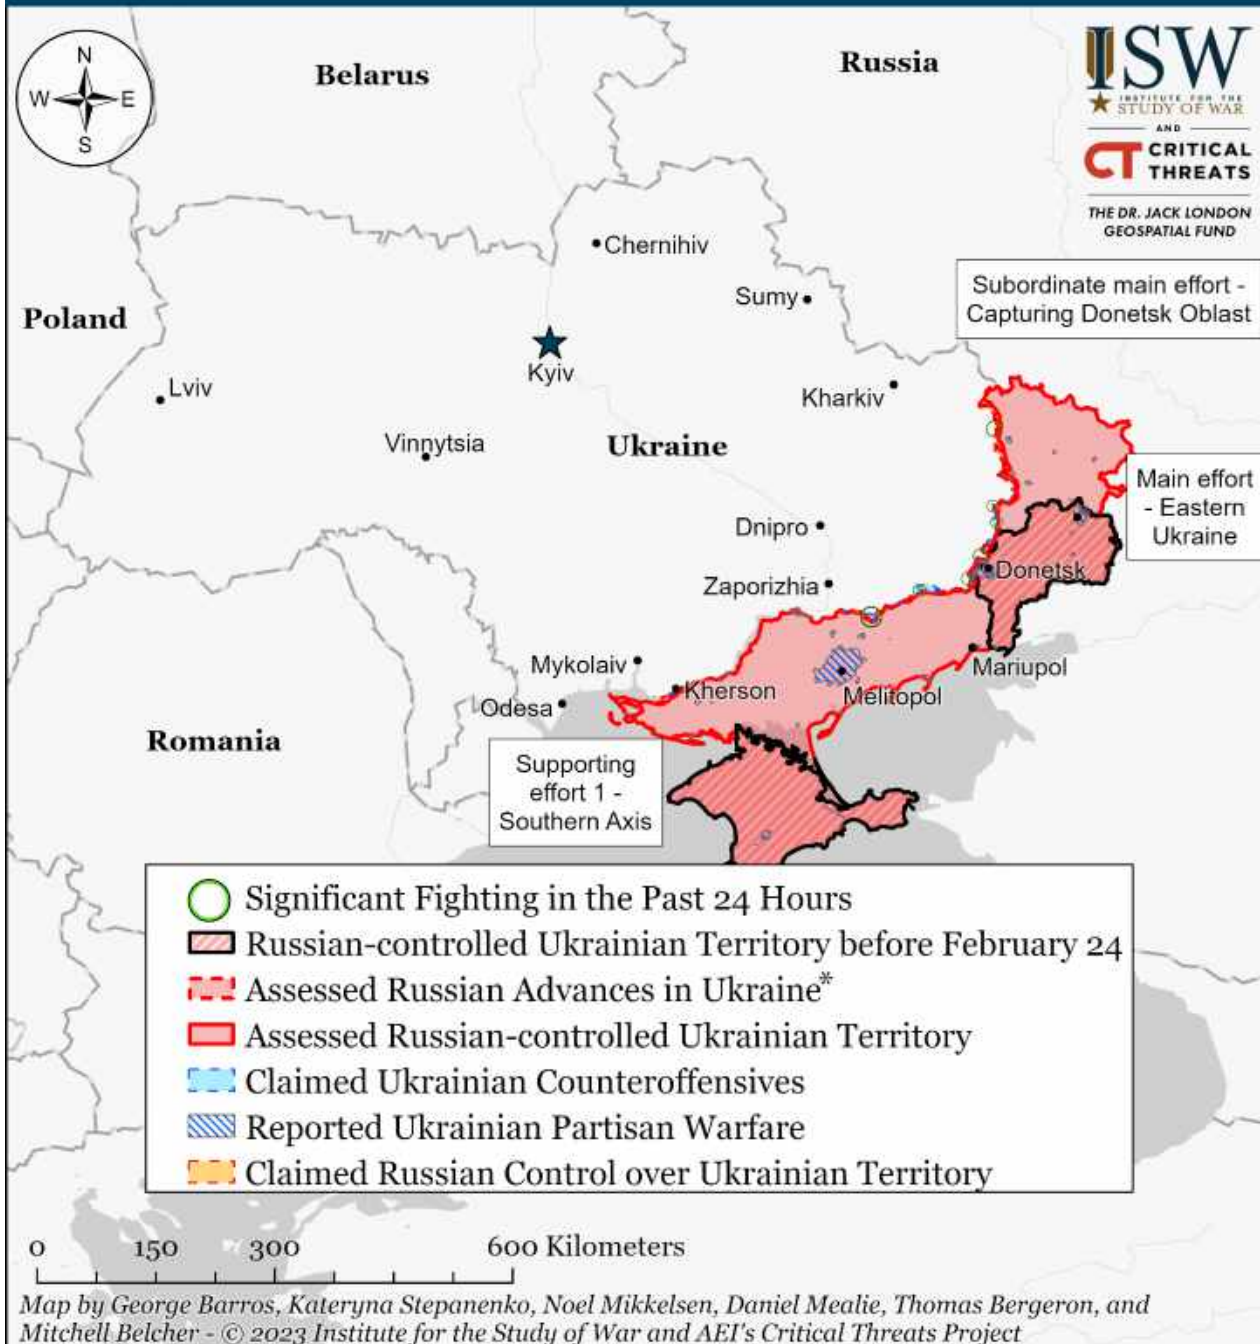 N
W E
S
Belarus
Russia
ISW
INSTITUTE FOR THE
STUDY OF WAR
AND
CT CRITICAL
THREATS
THE DR. JACK LONDON
GEOSPATIAL FUND
Chernihiv
Subordinate main effort -
Capturing Donetsk Oblast
Sumy
Poland
Kyiv
Lviv
Kharkiv
Vinnytsia
Ukraine
Main effort
- Eastern
Ukraine
Dnipro
Donetsk
Zaporizhia
Mykolaiv
Mariupol
Kherson
Melitopol
Odesa
Romania
Supporting
effort 1 -
Southern Axis
Significant Fighting in the Past 24 Hours
Russian-controlled Ukrainian Territory before February 24
Assessed Russian Advances in Ukraine*
Assessed Russian-controlled Ukrainian Territory
Claimed Ukrainian Counteroffensives
Reported Ukrainian Partisan Warfare
Claimed Russian Control over Ukrainian Territory
0 150 300 600 Kilometers
Map by George Barros, Kateryna Stepanenko, Noel Mikkelsen, Daniel Mealie, Thomas Bergeron, and
Mitchell Belcher - © 2023 Institute for the Study of War and AEI's Critical Threats Project